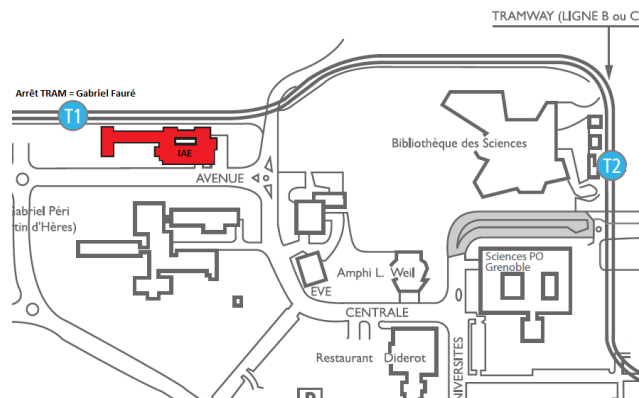 TRAMWAY (LIGNE B ou C
Arrêt TRAM = Gabriel Fauré
T1
IAE
Bibliothèque des Sciences
T2
AVENUE
Gabriel Péri
tin d'Hères)
Sciences PO
Grenoble
Amphi L. Weil
EVE
CENTRALE
Restaurant Diderot
NIVERSITES
P